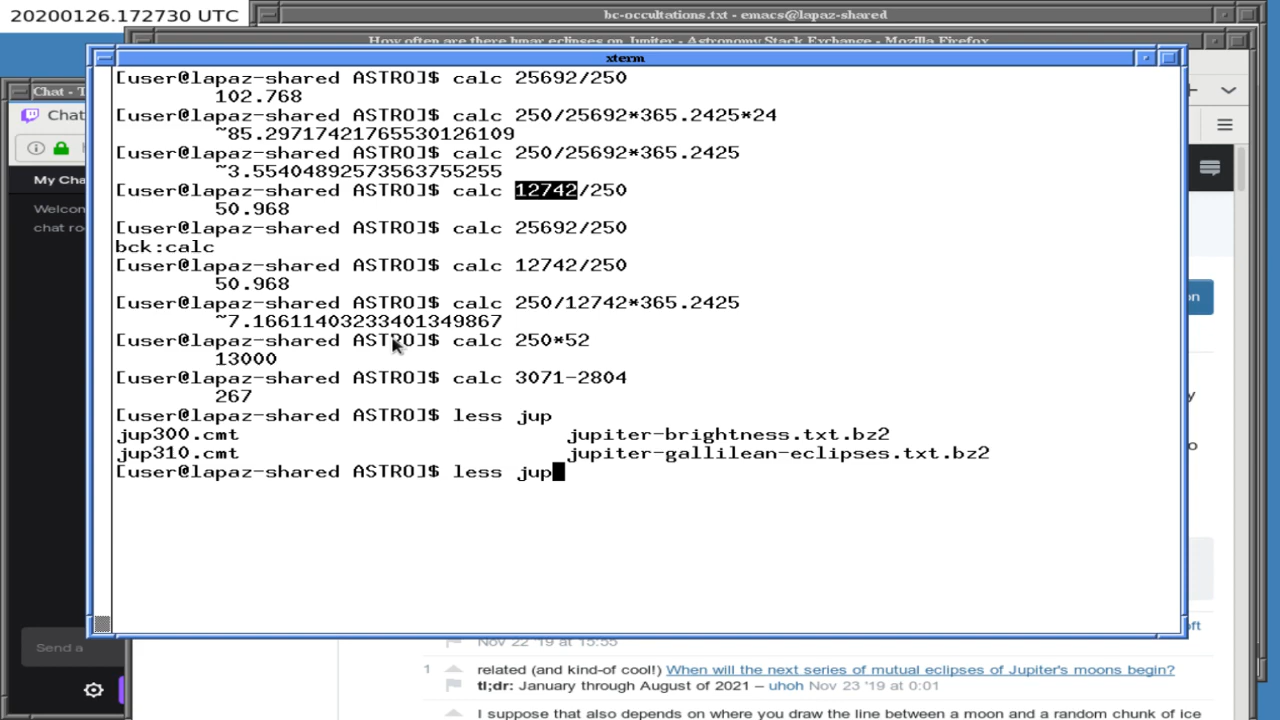 20200126.172730 UTC
bc-occultations.txt - emacs@lapaz-shared
How often are there lunar eclipses on Jupiter - Astronomy Stack Exchange - Mozilla Firefox
xterm
Chat - T
Chat
My Cha
Welcon
chat ro
Send a
[user@lapaz-shared ASTRO]$ calc 25692/250
102.768
[user@lapaz-shared ASTRO]$ calc 250/25692*365.2425*24
~85.29717421765530126109
[user@lapaz-shared ASTRO]$ calc 250/25692*365.2425
~3.55404892573563755255
[user@lapaz-shared ASTRO]$ calc 12742/250
50.968
[user@lapaz-shared ASTRO]$ calc 25692/250
bck:calc
[user@lapaz-shared ASTRO]$ calc 12742/250
50.968
[user@lapaz-shared ASTRO]$ calc 250/12742*365.2425
~7.16611403233401349867
[user@lapaz-shared ASTRO]$ calc 250*52
13000
[user@lapaz-shared ASTRO]$ calc 3071-2804
267
[user@lapaz-shared ASTRO]$ less jup
jup300.cmt jupiter-brightness.txt.bz2
jup310.cmt jupiter-gallilean-eclipses.txt.bz2
[user@lapaz-shared ASTRO]$ less jup
on
y
o
oft
Nov 22 '19 at 15:55
1 related (and kind-of cool!) When will the next series of mutual eclipses of Jupiter's moons begin?
tl;dr: January through August of 2021 – uhoh Nov 23 '19 at 0:01
I suppose that also depends on where you draw the line between a moon and a random chunk of ice